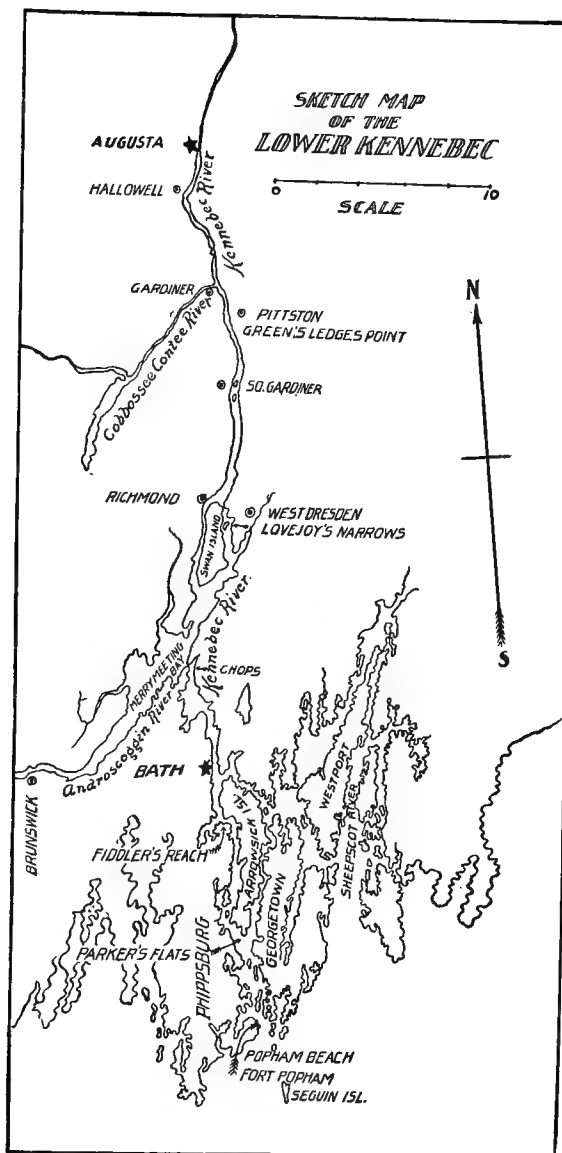 SKETCH MAP
OF THE
LOWER KENNEBEC
0 10
SCALE
AUGUSTA
HALLOWELL
Kennebec River
GARDINER
PITTSTON
GREEN'S LEDGES POINT
Cobbossee Contee River
SO. GARDINER
N
S
RICHMOND
WEST DRESDEN
LOVEJOY'S NARROWS
SWAN ISLAND
Kennebec River
MERRYMEETING
BAY
CHOPS
Androscoggin River
BATH
BRUNSWICK
WESTPORT
SHEEPSCOT RIVER
ARROWSICK
ISL
FIDDLER'S REACH
GEORGETOWN
PARKER'S FLATS
PHIPPSBURG
POPHAM BEACH
FORT POPHAM
SEGUIN ISL.